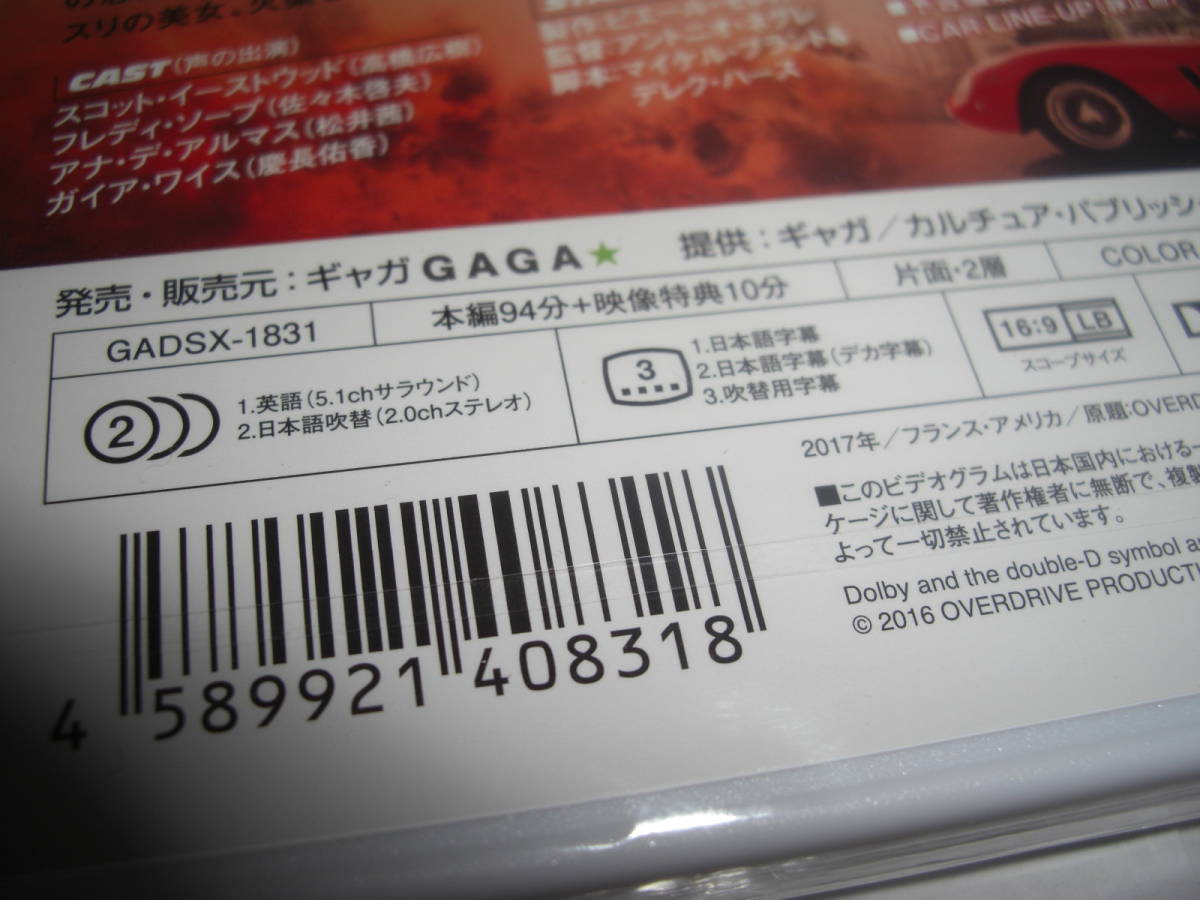 スリの美女、
CAST(声の出演)
スコット・イーストウッド(高橋広樹)
フレディ・ソープ(佐々木啓夫)
アナ・デ・アルマス(松井茜)
ガイア・ワイス(慶長佑香)
監督:アントニオ・ネグレ
脚本:マイケル・ブラント&
デレク・ハース
■CAR LINE-UP
発売・販売元:ギャガ GAGA★
提供:ギャガ/カルチュア・パブリッシ
GADSX-1831
本編94分+映像特典10分
片面・2層
COLOR
2
1.英語(5.1chサラウンド)
2.日本語吹替(2.0chステレオ)
3
1.日本語字幕
2.日本語字幕(デカ字幕)
3.吹替用字幕
16:9 LB
スコープサイズ
2017年/フランス・アメリカ/原題:OVERD
■このビデオグラムは日本国内における一
ケージに関して著作権者に無断で、複製
よって一切禁止されています。
Dolby and the double-D symbol a
© 2016 OVERDRIVE PRODUCTI
4 589921 408318